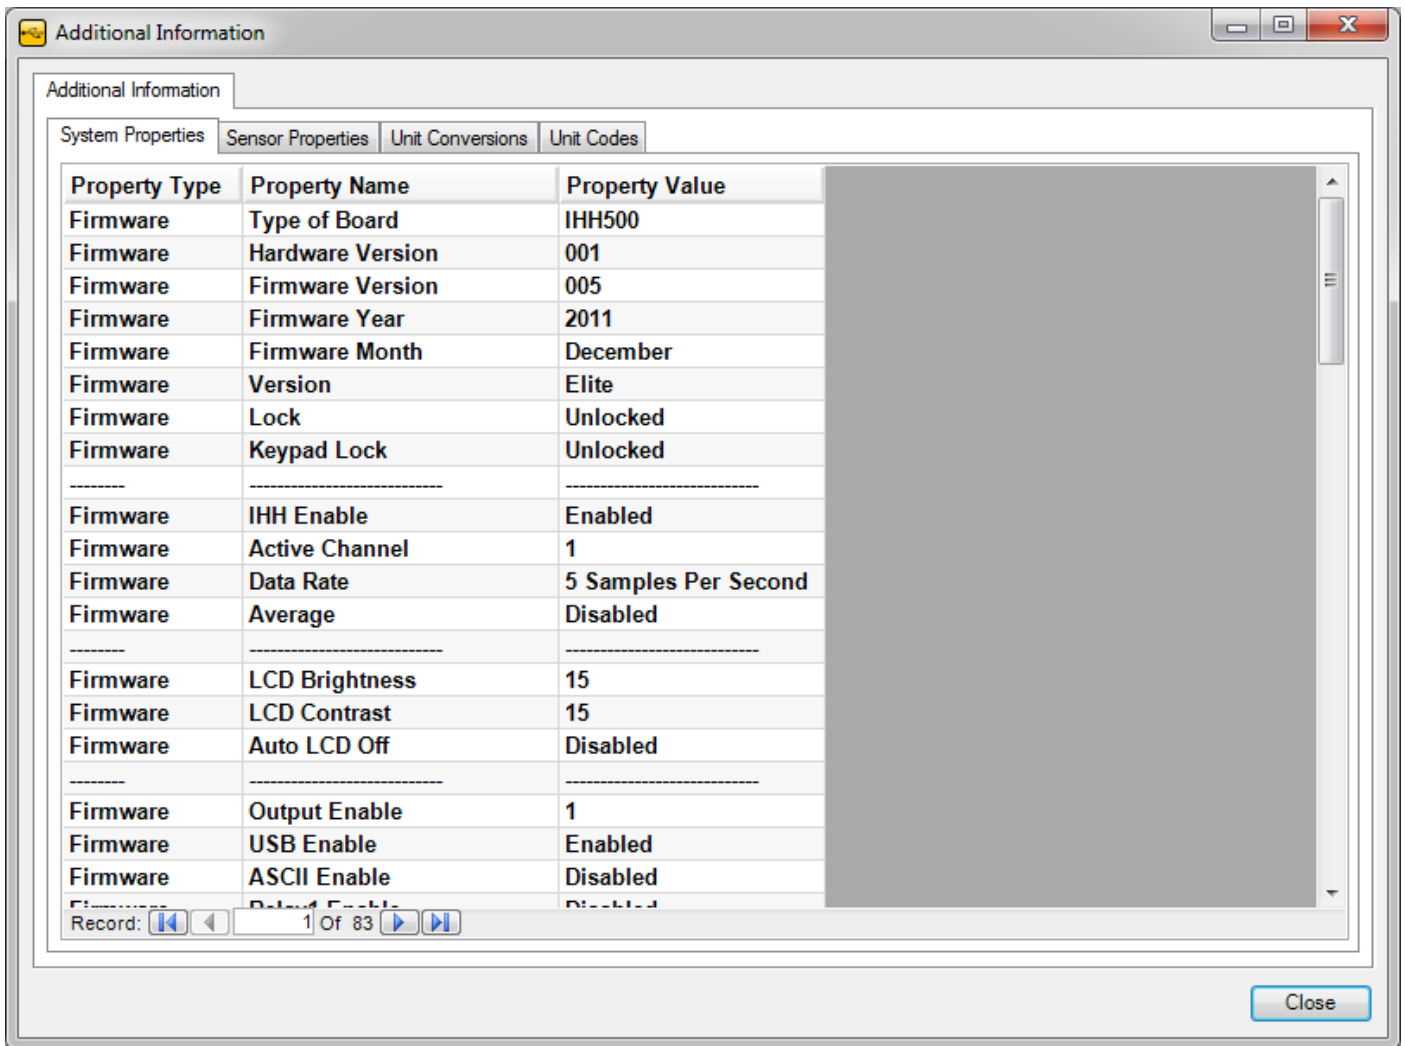 Additional Information
Additional Information
System Properties Sensor Properties Unit Conversions Unit Codes
Property Type Property Name Property Value
Firmware Type of Board IHH500
Firmware Hardware Version 001
Firmware Firmware Version 005
Firmware Firmware Year 2011
Firmware Firmware Month December
Firmware Version Elite
Firmware Lock Unlocked
Firmware Keypad Lock Unlocked
-------- ---------------------------- ----------------------------
Firmware IHH Enable Enabled
Firmware Active Channel 1
Firmware Data Rate 5 Samples Per Second
Firmware Average Disabled
-------- ---------------------------- ----------------------------
Firmware LCD Brightness 15
Firmware LCD Contrast 15
Firmware Auto LCD Off Disabled
-------- ---------------------------- ----------------------------
Firmware Output Enable 1
Firmware USB Enable Enabled
Firmware ASCII Enable Disabled
Firmware Relay1 Enable Disabled
Record: 1 Of 83
Close